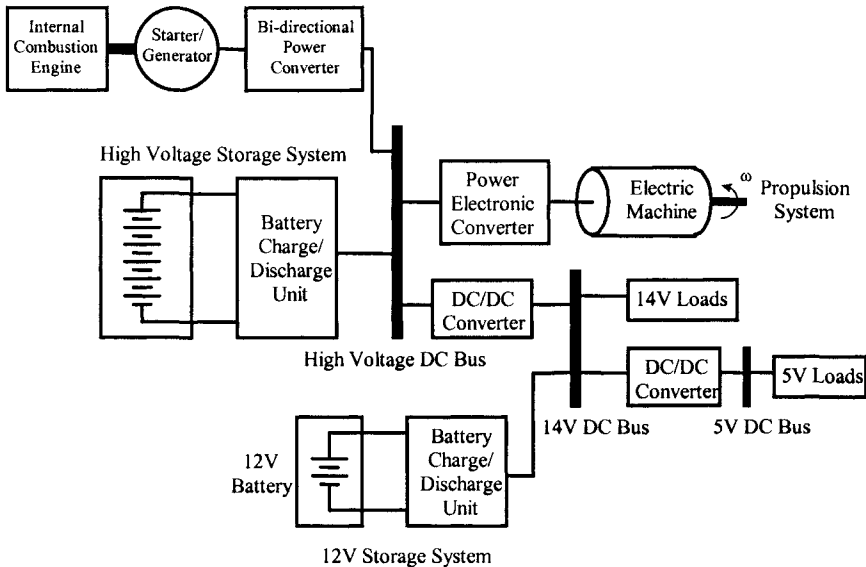 Internal
Combustion
Engine
Starter/
Generator
Bi-directional
Power
Converter
High Voltage Storage System
Battery
Charge/
Discharge
Unit
Power
Electronic
Converter
Electric
Machine
ω
Propulsion
System
DC/DC
Converter
14V Loads
High Voltage DC Bus
DC/DC
Converter
5V Loads
14V DC Bus
5V DC Bus
12V
Battery
Battery
Charge/
Discharge
Unit
12V Storage System